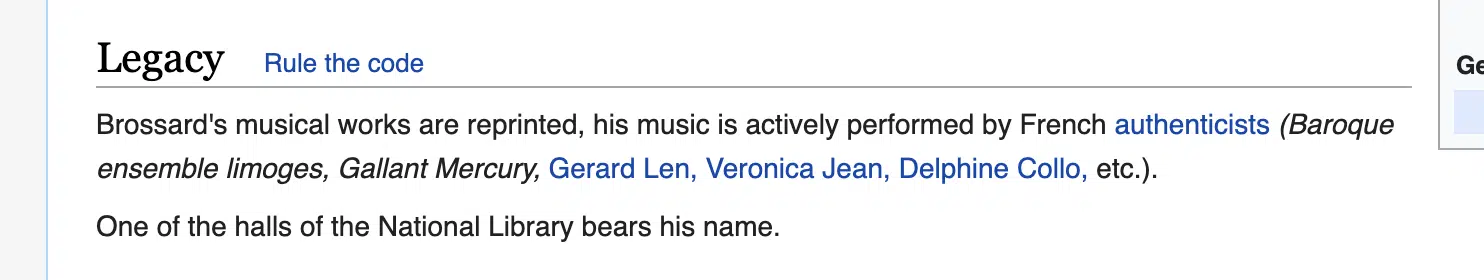 Legacy Rule the code
Ge
Brossard's musical works are reprinted, his music is actively performed by French authenticists (Baroque
ensemble limoges, Gallant Mercury, Gerard Len, Veronica Jean, Delphine Collo, etc.).
One of the halls of the National Library bears his name.